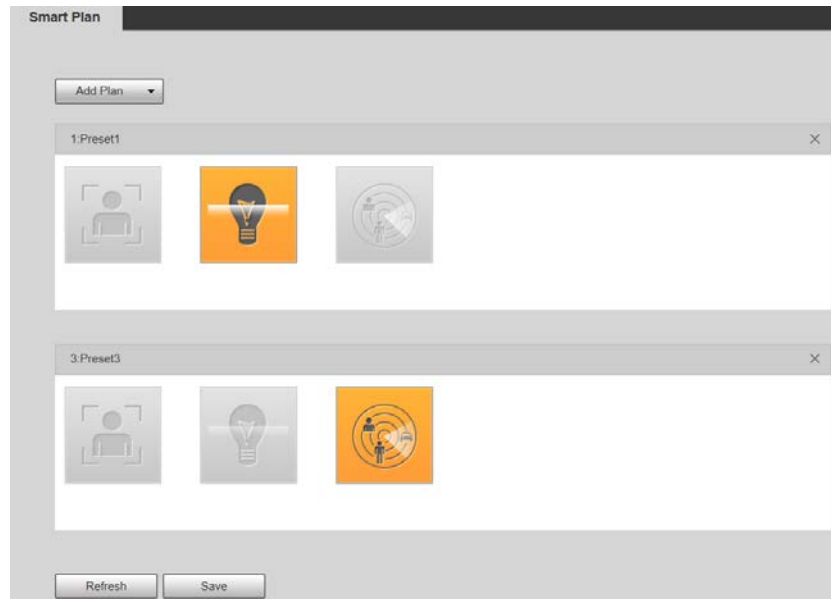 Smart Plan
Add Plan
1:Preset1
3:Preset3
Refresh Save